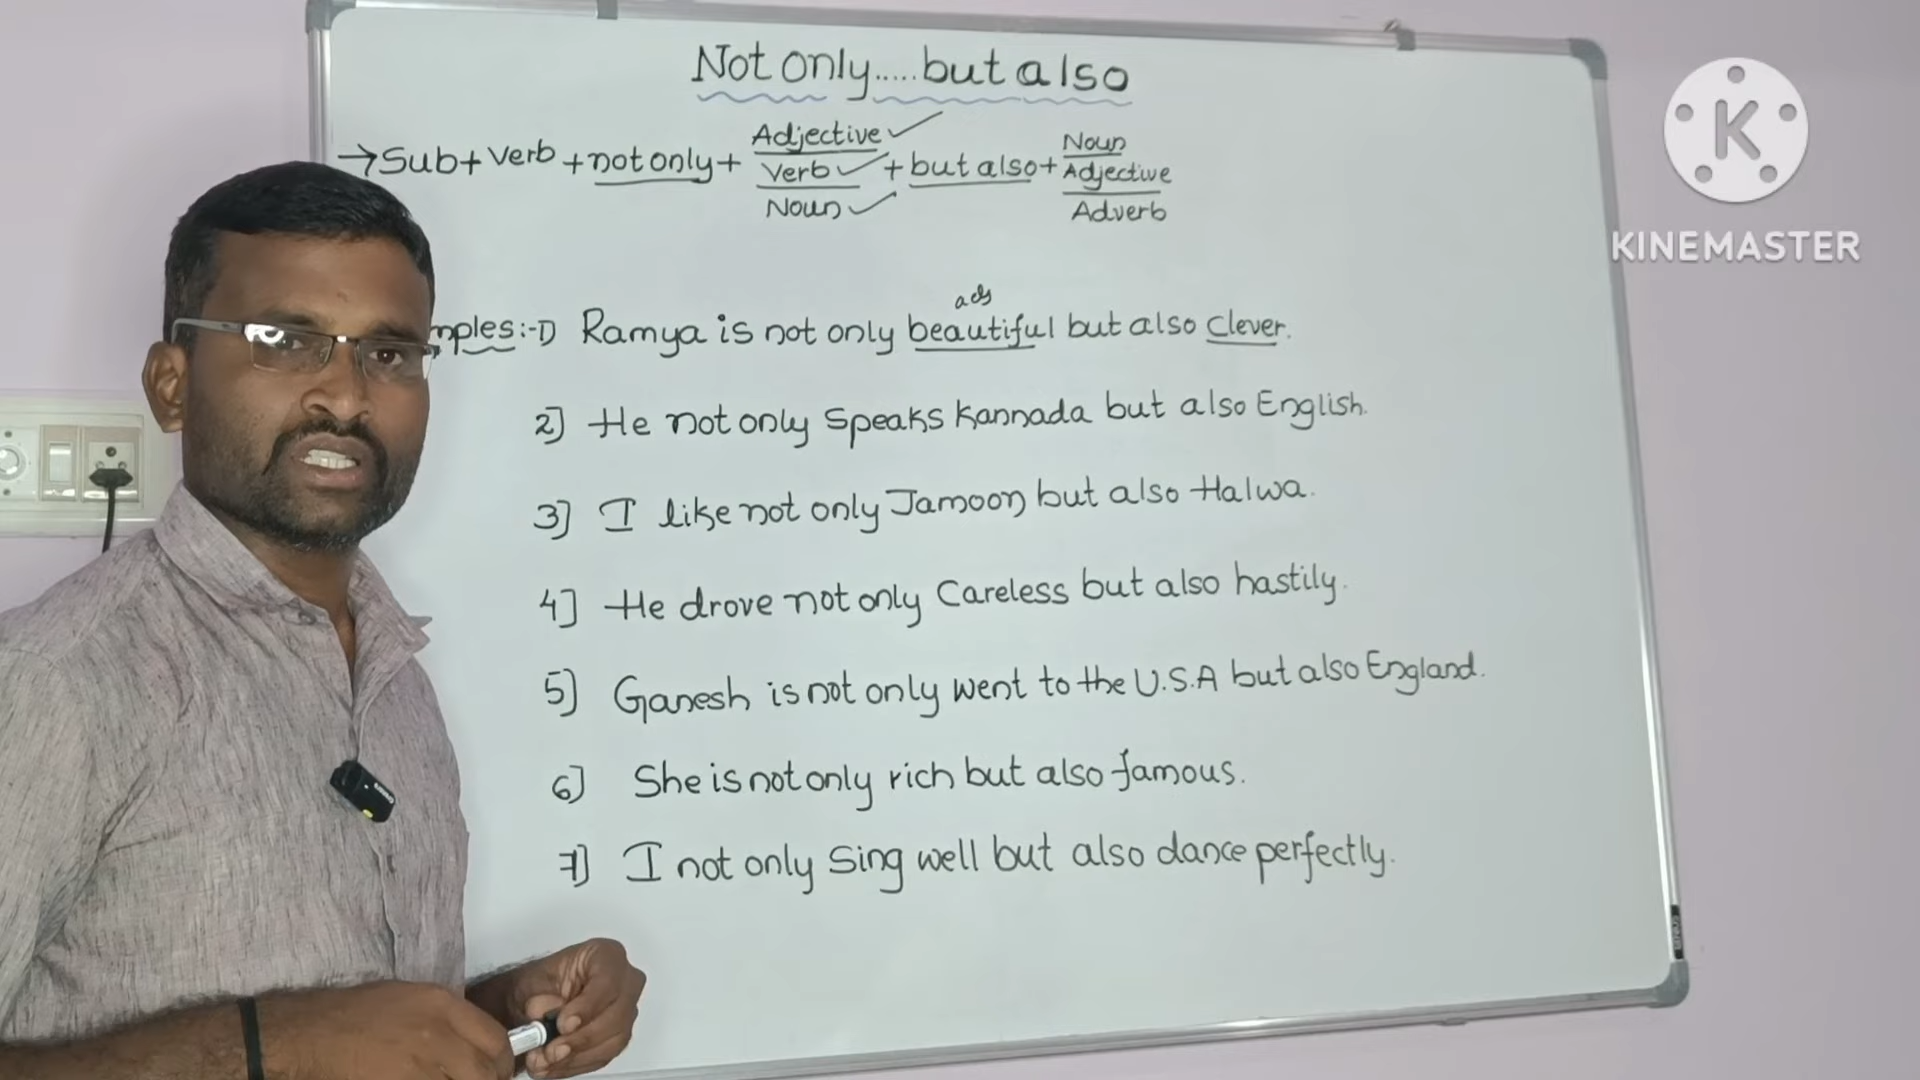 Not only.....but also
→Sub+Verb+not only+ Adjective✓ Verb✓ Noun✓ +but also+ Noun Adjective Adverb
adj
mples:-1) Ramya is not only beautiful but also clever.
2] He not only Speaks Kannada but also English.
3] I like not only Jamoon but also Halwa.
4] He drove not only Careless but also hastily.
5] Ganesh is not only went to the U.S.A but also England.
6] She is not only rich but also famous.
7] I not only Sing well but also dance perfectly.
K
KINEMASTER